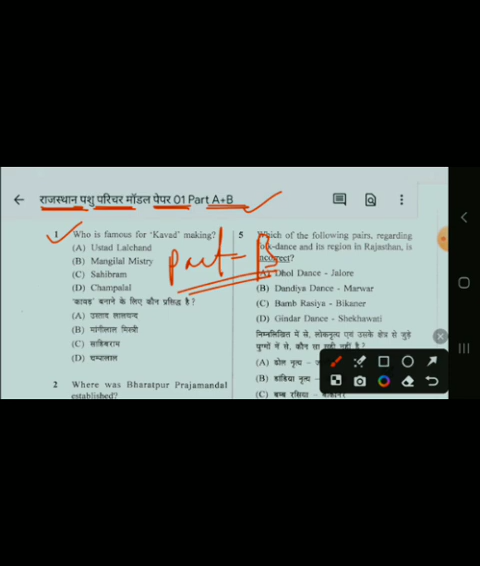 राजस्थान पशु परिचर मॉडल पेपर 01 Part A+B
1 Who is famous for 'Kavad' making?
(A) Ustad Lalchand
(B) Mangilal Mistry
(C) Sahibram
(D) Champalal
'कावड़' बनाने के लिए कौन प्रसिद्ध है ?
(A) उस्ताद लालचन्द
(B) मांगीलाल मिस्त्री
(C) साहिबराम
(D) चम्पालाल
2 Where was Bharatpur Prajamandal
established?
Part-B
5 Which of the following pairs, regarding
folk-dance and its region in Rajasthan, is
incorrect?
(A) Dhol Dance - Jalore
(B) Dandiya Dance - Marwar
(C) Bamb Rasiya - Bikaner
(D) Gindar Dance - Shekhawati
निम्नलिखित में से, लोकनृत्य एवं उसके क्षेत्र से जुड़े
युग्मों में से, कौन सा सही नहीं है ?
(A) ढोल नृत्य –
(B) डांडिया नृत्य –
(C) बम्ब रसिया – बीकानेर